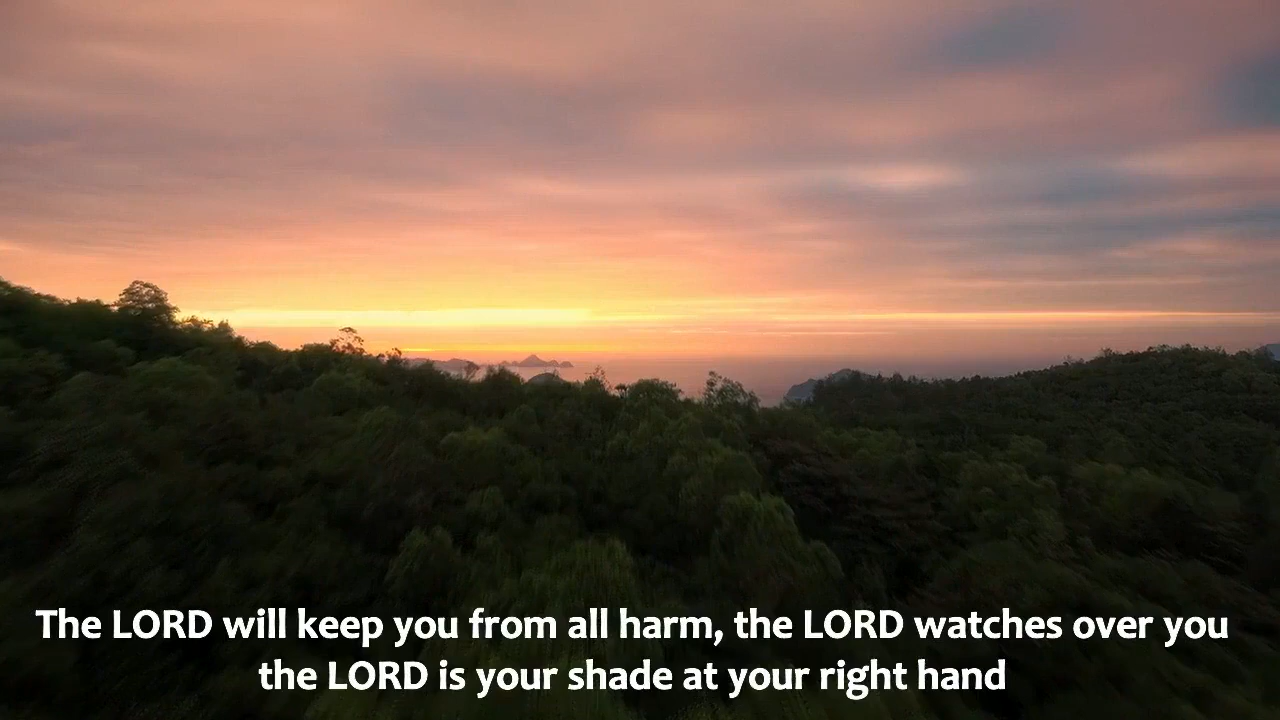 The LORD will keep you from all harm, the LORD watches over you
the LORD is your shade at your right hand